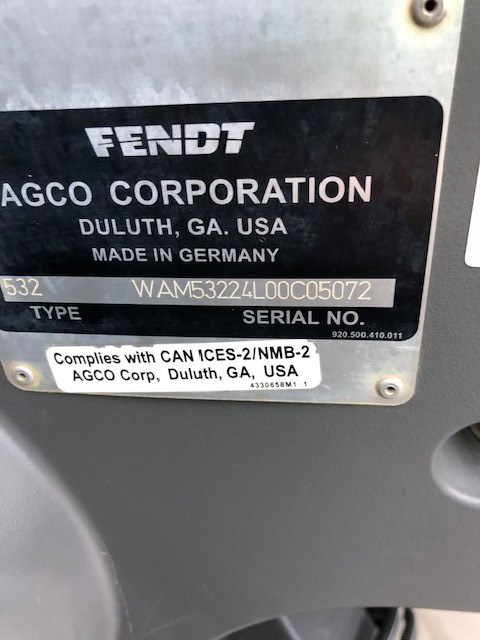 FENDT
AGCO CORPORATION
DULUTH, GA. USA
MADE IN GERMANY
532 WAM53224L00C05072
TYPE SERIAL NO.
920.500.410.011
Complies with CAN ICES-2/NMB-2
AGCO Corp, Duluth, GA, USA
4330658M1 1